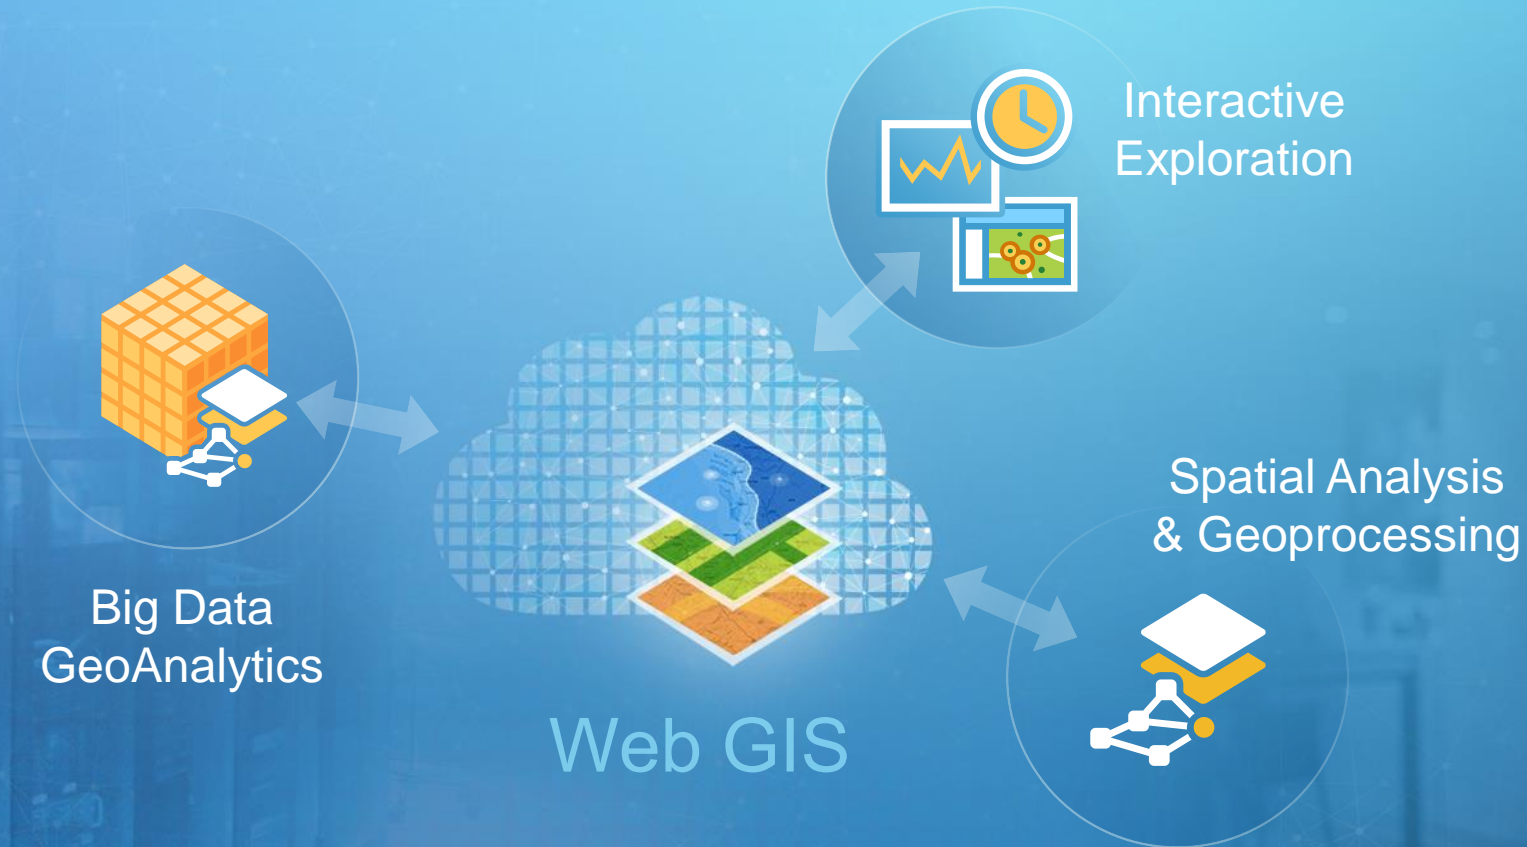 Interactive
Exploration
Big Data
GeoAnalytics
Spatial Analysis
& Geoprocessing
Web GIS